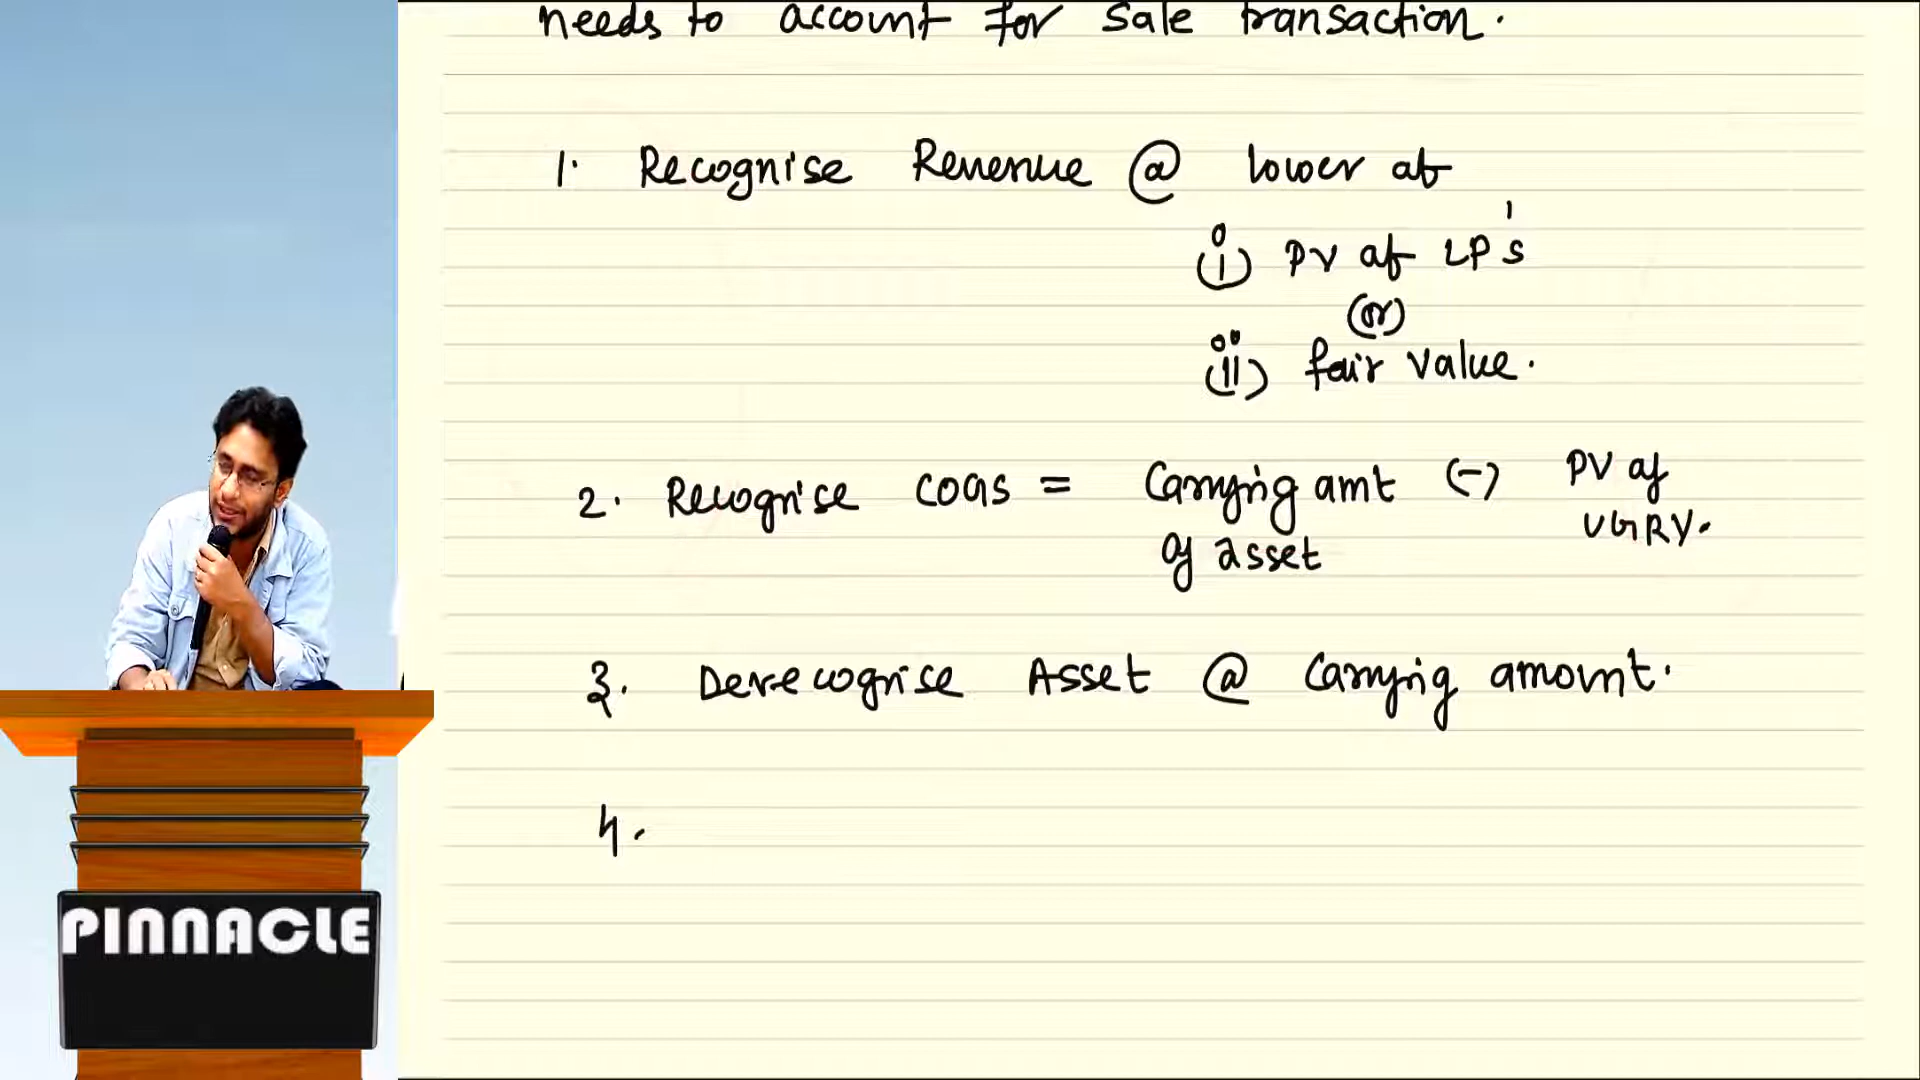 needs to account for sale transaction.
1. Recognise Revenue @ lower of
(i) PV of LP's
(or)
(ii) fair value.
2. Recognise COGS = Carrying amt (-) PV of
of asset UGRV.
3. Derecognise Asset @ Carrying amount.
4.
PINNACLE